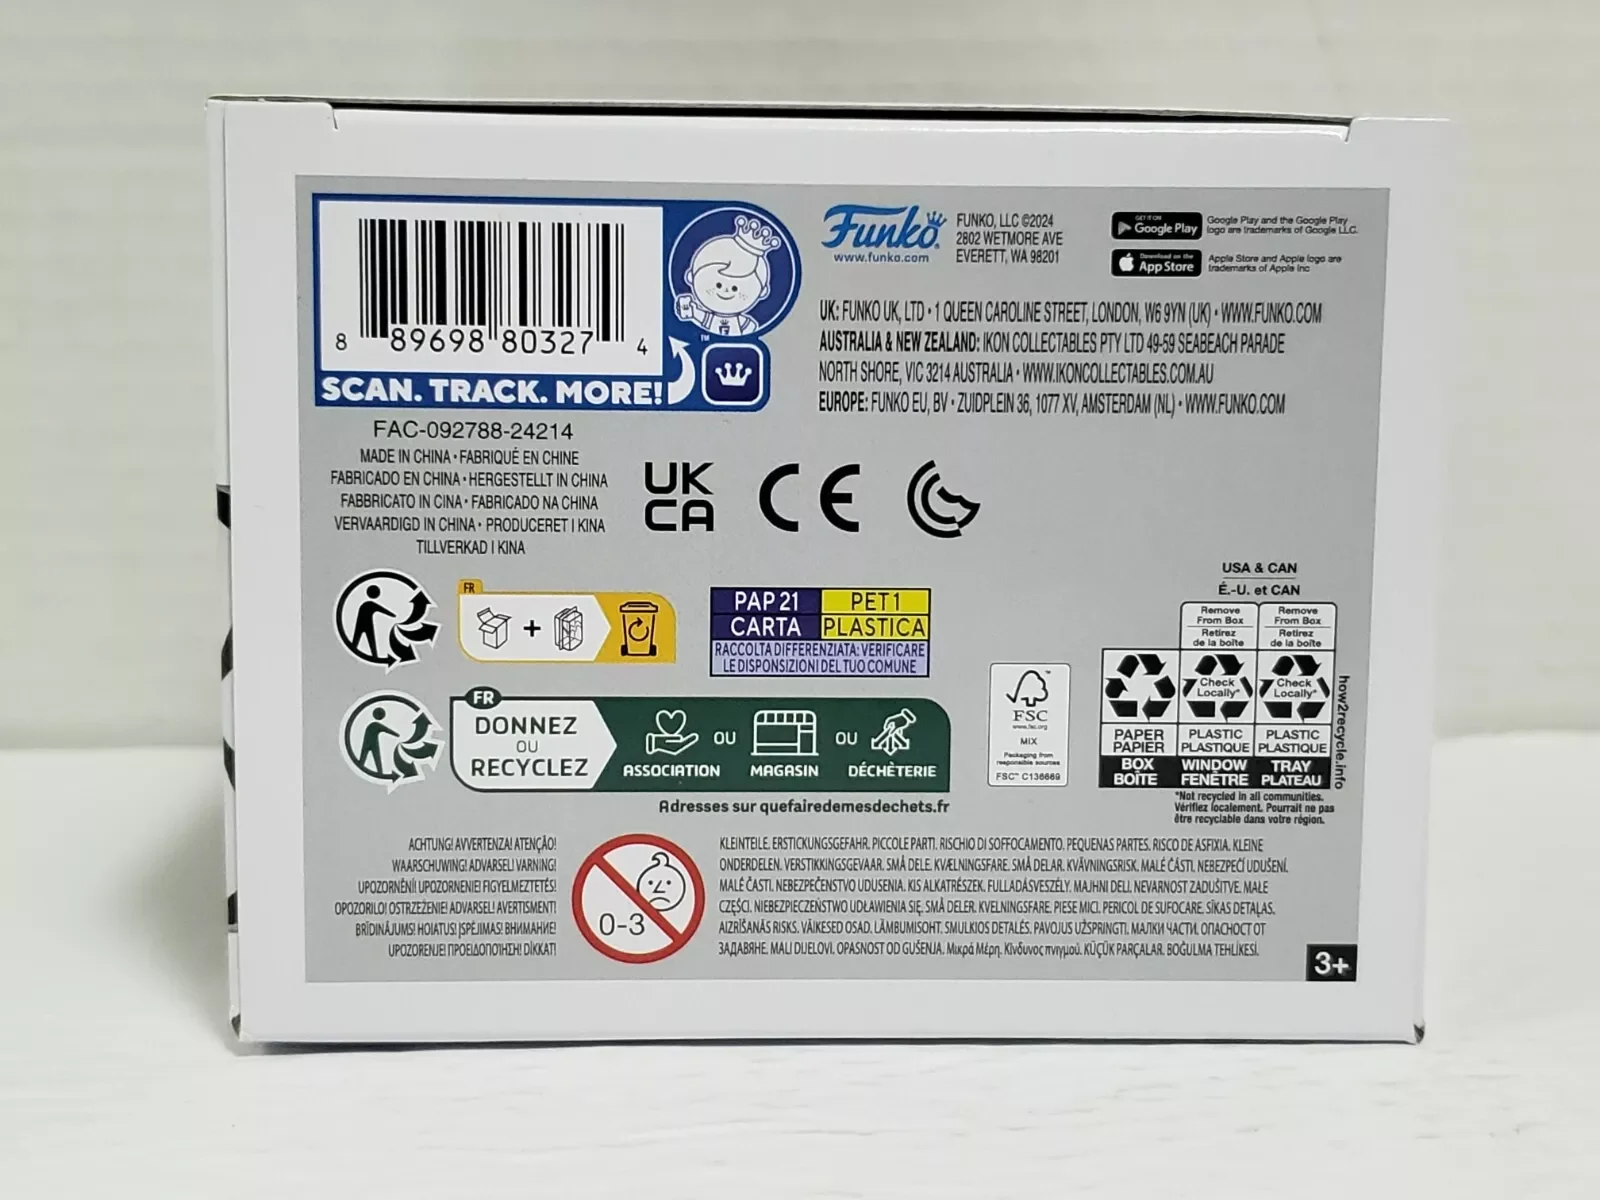 8 89698 80327 4
SCAN. TRACK. MORE!
TM
Funko
www.funko.com
FUNKO, LLC ©2024
2802 WETMORE AVE
EVERETT, WA 98201
GET IT ON
Google Play
Google Play and the Google Play
logo are trademarks of Google LLC.
Download on the
App Store
Apple Store and Apple logo are
trademarks of Apple Inc
UK: FUNKO UK, LTD • 1 QUEEN CAROLINE STREET, LONDON, W6 9YN (UK) • WWW.FUNKO.COM
AUSTRALIA & NEW ZEALAND: IKON COLLECTABLES PTY LTD 49-59 SEABEACH PARADE
NORTH SHORE, VIC 3214 AUSTRALIA • WWW.IKONCOLLECTABLES.COM.AU
EUROPE: FUNKO EU, BV • ZUIDPLEIN 36, 1077 XV, AMSTERDAM (NL) • WWW.FUNKO.COM
FAC-092788-24214
MADE IN CHINA • FABRIQUÉ EN CHINE
FABRICADO EN CHINA • HERGESTELLT IN CHINA
FABBRICATO IN CINA • FABRICADO NA CHINA
VERVAARDIGD IN CHINA • PRODUCERET I KINA
TILLVERKAD I KINA
UK
CA
CE
FR
+
PAP 21
PET 1
CARTA
PLASTICA
RACCOLTA DIFFERENZIATA: VERIFICARE
LE DISPONSIZIONI DEL TUO COMUNE
FR
DONNEZ
OU
RECYCLEZ
ASSOCIATION
OU
MAGASIN
OU
DÉCHÈTERIE
Adresses sur quefairedemesdechets.fr
FSC
www.fsc.org
MIX
Packaging from
responsible sources
FSC™ C136669
USA & CAN
É.-U. et CAN
Remove
From Box
Retirez
de la boîte
Remove
From Box
Retirez
de la boîte
Check
Locally*
Check
Locally*
PAPER
PAPIER
PLASTIC
PLASTIQUE
PLASTIC
PLASTIQUE
BOX
BOÎTE
WINDOW
FENÊTRE
TRAY
PLATEAU
how2recycle.info
*Not recycled in all communities.
Vérifiez localement. Pourrait ne pas
être recyclable dans votre région.
ACHTUNG! AVVERTENZA! ATENÇÃO!
WAARSCHUWING! ADVARSEL! VARNING!
UPOZORNĚNÍ! UPOZORNENIE! FIGYELMEZTETÉS!
OPOZORILO! OSTRZEŻENIE! ADVARSEL! AVERTISMENT!
BRĪDINĀJUMS! HOIATUS! ĮSPĖJIMAS! ВНИМАНИЕ!
UPOZORENJE! ΠΡΟΕΙΔΟΠΟΙΗΣΗ! DİKKAT!
0-3
KLEINTEILE. ERSTICKUNGSGEFAHR. PICCOLE PARTI. RISCHIO DI SOFFOCAMENTO. PEQUENAS PARTES. RISCO DE ASFIXIA. KLEINE
ONDERDELEN. VERSTIKKINGSGEVAAR. SMÅ DELE. KVÆLNINGSFARE. SMÅ DELAR. KVÄVNINGSRISK. MALÉ ČÁSTI. NEBEZPEČÍ UDUŠENÍ.
MALÉ ČASTI. NEBEZPEČENSTVO UDUSENIA. KIS ALKATRÉSZEK. FULLADÁSVESZÉLY. MAJHNI DELI. NEVARNOST ZADUŠITVE. MAŁE
CZĘŚCI. NIEBEZPIECZEŃSTWO UDŁAWIENIA SIĘ. SMÅ DELER. KVELNINGSFARE. PIESE MICI. PERICOL DE SUFOCARE. SĪKAS DETAĻAS.
AIZRĪŠANĀS RISKS. VÄIKESED OSAD. LÄMBUMISOHT. SMULKIOS DETALĖS. PAVOJUS UŽSPRINGTI. МАЛКИ ЧАСТИ. ОПАСНОСТ ОТ
ЗАДАВЯНЕ. MALI DIJELOVI. OPASNOST OD GUŠENJA. Μικρά Μέρη. Κίνδυνος πνιγμού. KÜÇÜK PARÇALAR. BOĞULMA TEHLİKESİ.
3+